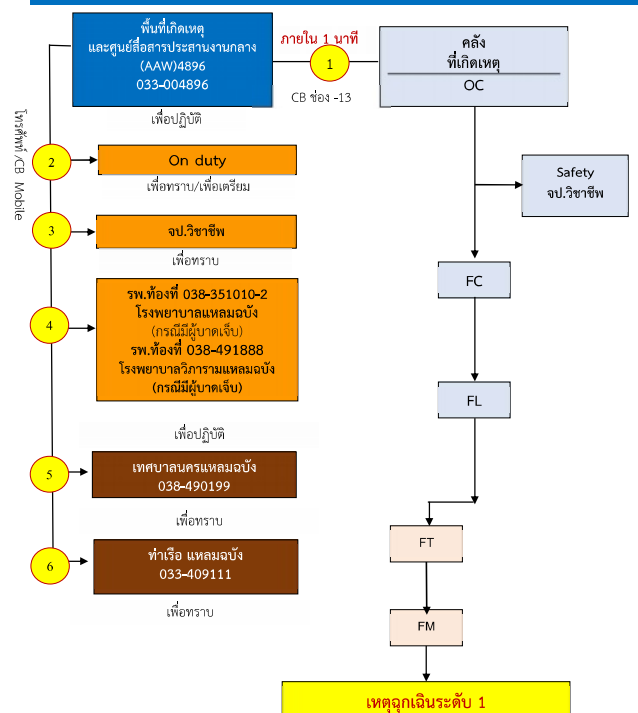 พื้นที่เกิดเหตุ
และศูนย์สื่อสารประสานงานกลาง
(AAW)4896
033-004896
เพื่อปฏิบัติ
ภายใน 1 นาที
1
CB ช่อง -13
คลัง
ที่เกิดเหตุ
OC
โทรศัพท์ /CB Mobile
2
On duty
เพื่อทราบ/เพื่อเตรียม
Safety
จป.วิชาชีพ
3
จป.วิชาชีพ
เพื่อทราบ
FC
4
รพ.ท้องที่ 038-351010-2
โรงพยาบาลแหลมฉบัง
(กรณีมีผู้บาดเจ็บ)
รพ.ท้องที่ 038-491888
โรงพยาบาลวิภารามแหลมฉบัง
(กรณีมีผู้บาดเจ็บ)
เพื่อปฏิบัติ
FL
5
เทศบาลนครแหลมฉบัง
038-490199
เพื่อทราบ
FT
6
ท่าเรือ แหลมฉบัง
033-409111
เพื่อทราบ
FM
เหตุฉุกเฉินระดับ 1